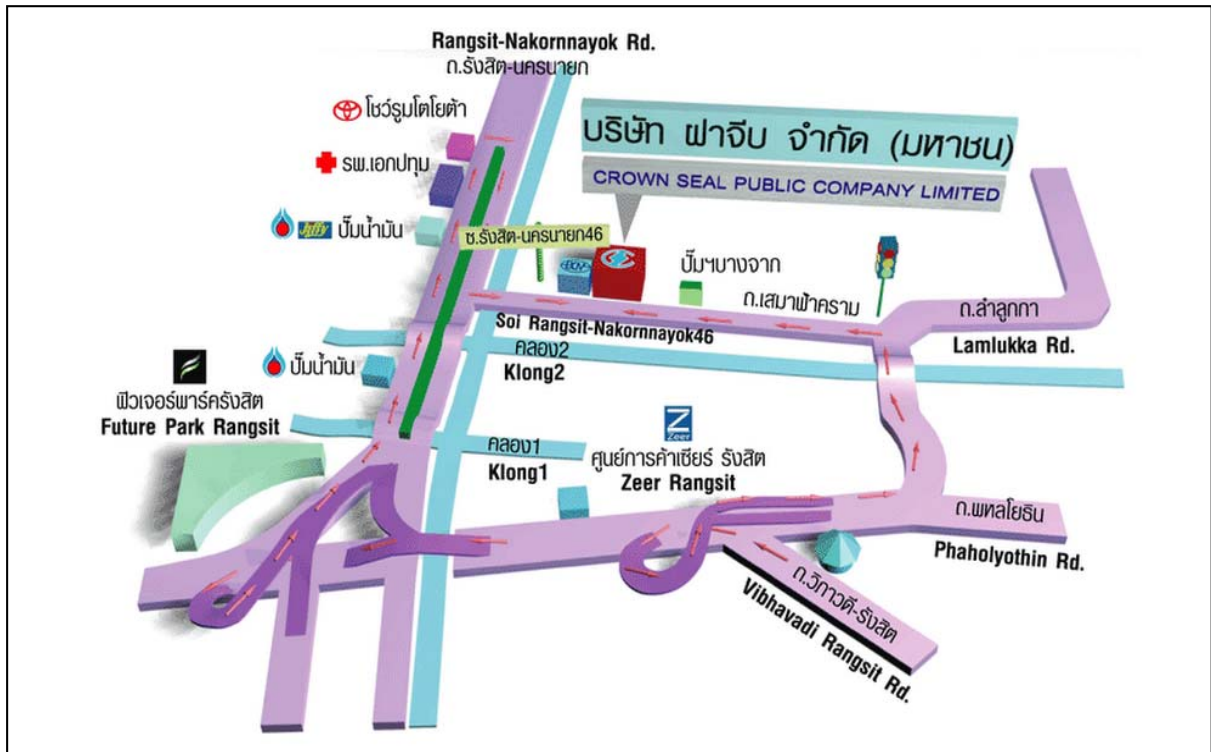 Rangsit-Nakornnayok Rd.
ถ.รังสิต-นครนายก
โชว์รูมโตโยต้า
รพ.เอกปทุม
Jiffy ปั๊มน้ำมัน
บริษัท ฝาจีบ จำกัด (มหาชน)
CROWN SEAL PUBLIC COMPANY LIMITED
ซ.รังสิต-นครนายก46
ปั๊มฯบางจาก
ถ.เสมาฟ้าคราม
ถ.ลำลูกกา
Lamlukka Rd.
Soi Rangsit-Nakornnayok46
คลอง2
Klong2
ปั๊มน้ำมัน
ฟิวเจอร์พาร์ครังสิต
Future Park Rangsit
คลอง1
Klong1
Z
Zeer
ศูนย์การค้าเซียร์ รังสิต
Zeer Rangsit
ถ.พหลโยธิน
Phaholyothin Rd.
ถ.วิภาวดี-รังสิต
Vibhavadi Rangsit Rd.